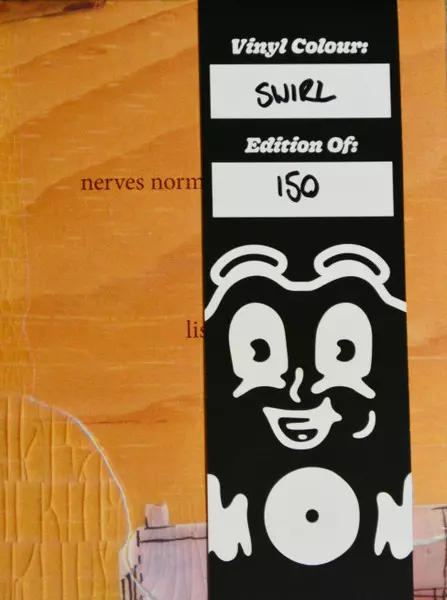 Vinyl Colour:
SWIRL
Edition Of:
150
nerves norm
lis